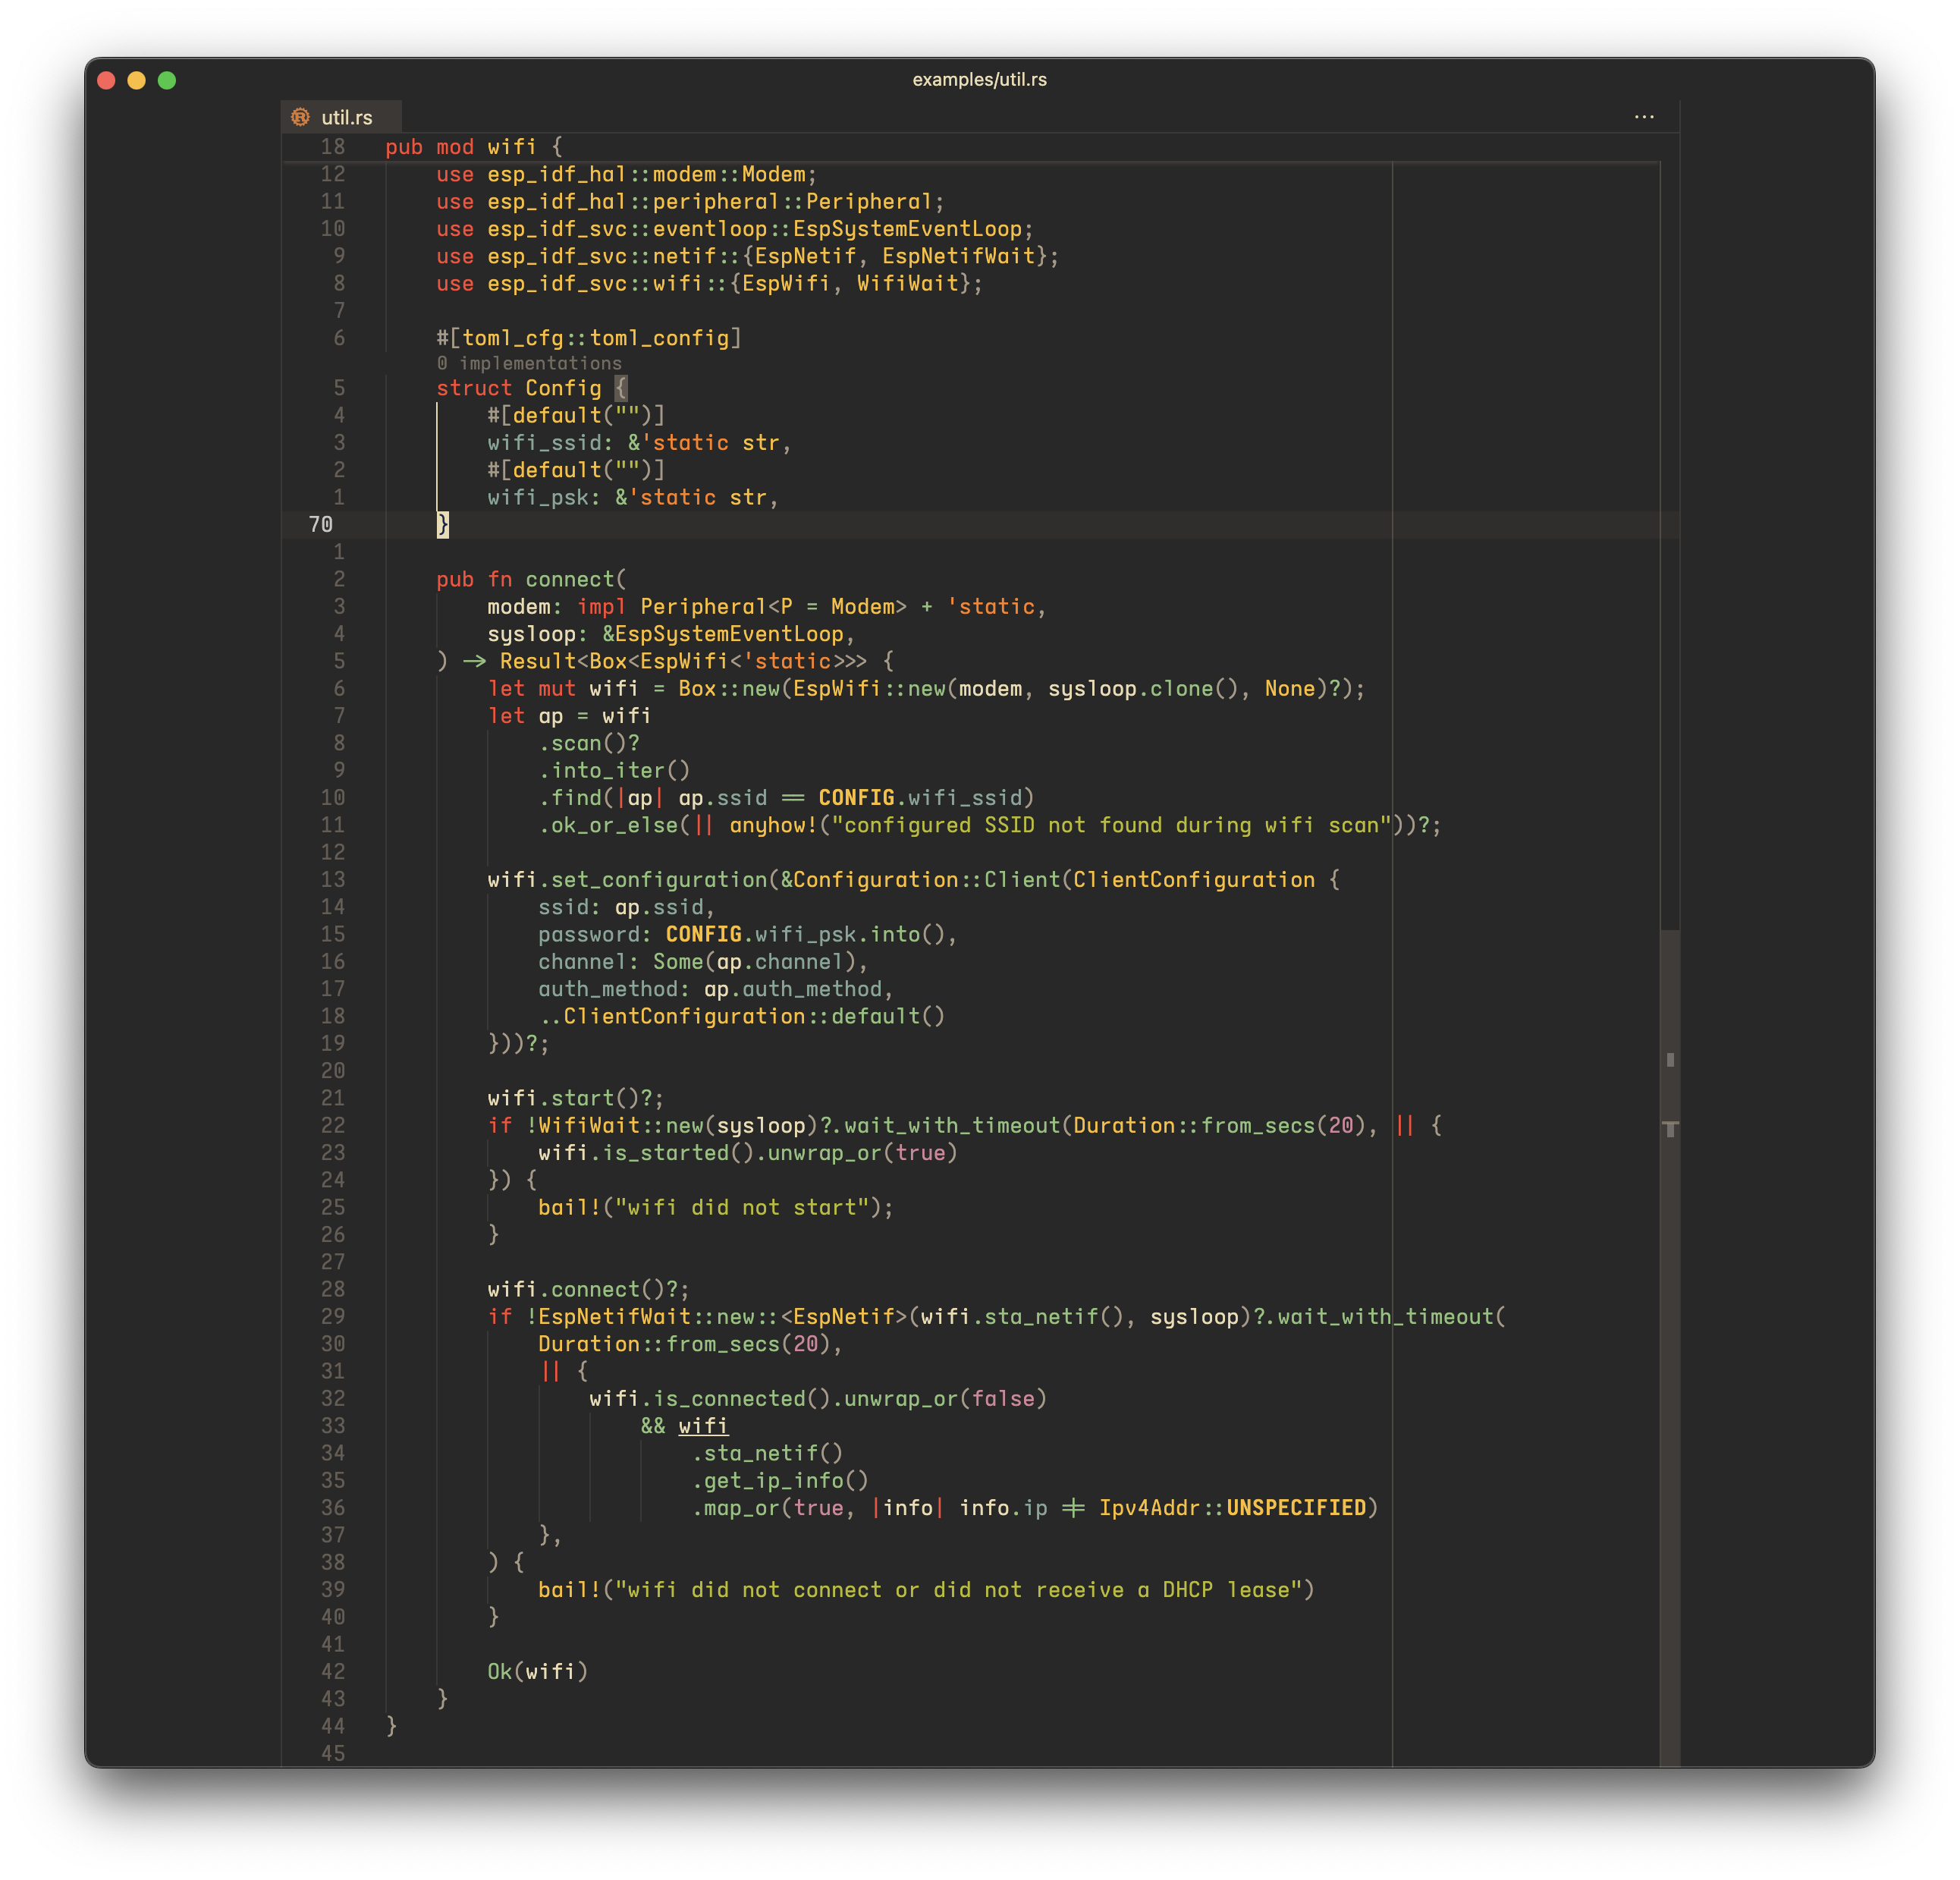 examples/util.rs
util.rs ...
18 pub mod wifi {
12     use esp_idf_hal::modem::Modem;
11     use esp_idf_hal::peripheral::Peripheral;
10     use esp_idf_svc::eventloop::EspSystemEventLoop;
9     use esp_idf_svc::netif::{EspNetif, EspNetifWait};
8     use esp_idf_svc::wifi::{EspWifi, WifiWait};
7
6     #[toml_cfg::toml_config]
0 implementations
5     struct Config {
4         #[default("")]
3         wifi_ssid: &'static str,
2         #[default("")]
1         wifi_psk: &'static str,
70     }
1
2     pub fn connect(
3         modem: impl Peripheral<P = Modem> + 'static,
4         sysloop: &EspSystemEventLoop,
5     ) -> Result<Box<EspWifi<'static>>> {
6         let mut wifi = Box::new(EspWifi::new(modem, sysloop.clone(), None)?);
7         let ap = wifi
8             .scan()?
9             .into_iter()
10             .find(|ap| ap.ssid == CONFIG.wifi_ssid)
11             .ok_or_else(|| anyhow!("configured SSID not found during wifi scan"))?;
12
13         wifi.set_configuration(&Configuration::Client(ClientConfiguration {
14             ssid: ap.ssid,
15             password: CONFIG.wifi_psk.into(),
16             channel: Some(ap.channel),
17             auth_method: ap.auth_method,
18             ..ClientConfiguration::default()
19         }))?;
20
21         wifi.start()?;
22         if !WifiWait::new(sysloop)?.wait_with_timeout(Duration::from_secs(20), || {
23             wifi.is_started().unwrap_or(true)
24         }) {
25             bail!("wifi did not start");
26         }
27
28         wifi.connect()?;
29         if !EspNetifWait::new::<EspNetif>(wifi.sta_netif(), sysloop)?.wait_with_timeout(
30             Duration::from_secs(20),
31             || {
32                 wifi.is_connected().unwrap_or(false)
33                     && wifi
34                         .sta_netif()
35                         .get_ip_info()
36                         .map_or(true, |info| info.ip != Ipv4Addr::UNSPECIFIED)
37             },
38         ) {
39             bail!("wifi did not connect or did not receive a DHCP lease")
40         }
41
42         Ok(wifi)
43     }
44 }
45